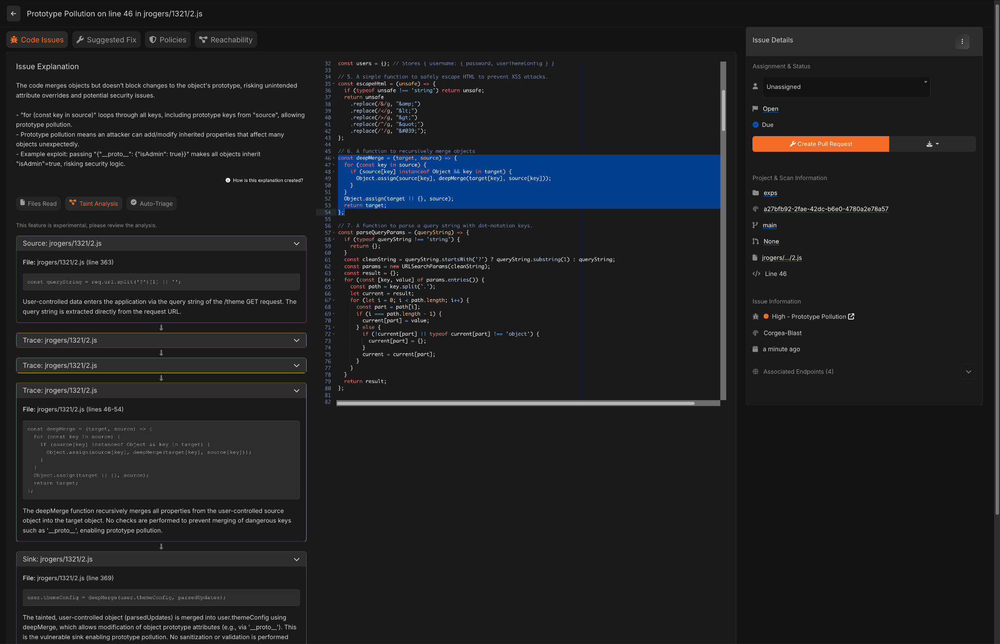 Prototype Pollution on line 46 in jrogers/1321/2.js
Code Issues
Suggested Fix
Policies
Reachability
Issue Explanation
The code merges objects but doesn't block changes to the object's prototype, risking unintended
attribute overrides and potential security issues.
- "for (const key in source)" loops through all keys, including prototype keys from "source", allowing
prototype pollution.
- Prototype pollution means an attacker can add/modify inherited properties that affect many
objects unexpectedly.
- Example exploit: passing "{"__proto__": {"isAdmin": true}}" makes all objects inherit
"isAdmin"=true, risking security logic.
How is this explanation created?
Files Read
Taint Analysis
Auto-Triage
This feature is experimental, please review the analysis.
Source: jrogers/1321/2.js
File: jrogers/1321/2.js (line 363)
const queryString = req.url.split('?')[1] || '';
User-controlled data enters the application via the query string of the /theme GET request. The
query string is extracted directly from the request URL.
Trace: jrogers/1321/2.js
Trace: jrogers/1321/2.js
Trace: jrogers/1321/2.js
File: jrogers/1321/2.js (lines 46-54)
const deepMerge = (target, source) => {
for (const key in source) {
if (source[key] instanceof Object && key in target) {
Object.assign(source[key], deepMerge(target[key], source[key]));
}
}
Object.assign(target || {}, source);
return target;
};
The deepMerge function recursively merges all properties from the user-controlled source
object into the target object. No checks are performed to prevent merging of dangerous keys
such as '__proto__', enabling prototype pollution.
Sink: jrogers/1321/2.js
File: jrogers/1321/2.js (line 369)
user.themeConfig = deepMerge(user.themeConfig, parsedUpdates);
The tainted, user-controlled object (parsedUpdates) is merged into user.themeConfig using
deepMerge, which allows modification of object prototype attributes (e.g., via '__proto__'). This
is the vulnerable sink enabling prototype pollution. No sanitization or validation is performed
32 const users = {}; // Stores { username: { password, userThemeConfig } }
33
34 // 5. A simple function to safely escape HTML to prevent XSS attacks.
35 const escapeHtml = (unsafe) => {
36 if (typeof unsafe !== 'string') return unsafe;
37 return unsafe
38 .replace(/&/g, "&amp;")
39 .replace(/</g, "&lt;")
40 .replace(/>/g, "&gt;")
41 .replace(/"/g, "&quot;")
42 .replace(/'/g, "&#039;");
43 };
44
45 // 6. A function to recursively merge objects
46 const deepMerge = (target, source) => {
47 for (const key in source) {
48 if (source[key] instanceof Object && key in target) {
49 Object.assign(source[key], deepMerge(target[key], source[key]));
50 }
51 }
52 Object.assign(target || {}, source);
53 return target;
54 };
55
56 // 7. A function to parse a query string with dot-notation keys.
57 const parseQueryParams = (queryString) => {
58 if (typeof queryString !== 'string') {
59 return {};
60 }
61 const cleanString = queryString.startsWith('?') ? queryString.substring(1) : queryString;
62 const params = new URLSearchParams(cleanString);
63 const result = {};
64 for (const [key, value] of params.entries()) {
65 const path = key.split('.');
66 let current = result;
67 for (let i = 0; i < path.length; i++) {
68 const part = path[i];
69 if (i === path.length - 1) {
70 current[part] = value;
71 } else {
72 if (!current[part] || typeof current[part] !== 'object') {
73 current[part] = {};
74 }
75 current = current[part];
76 }
77 }
78 }
79 return result;
80 };
81
82
Issue Details
Assignment & Status
Unassigned
Open
Due
Create Pull Request
Project & Scan Information
exps
a27bfb92-2fae-42dc-b6e0-4780a2e78a57
main
None
jrogers/.../2.js
Line 46
Issue Information
High - Prototype Pollution
Corgea-Blast
a minute ago
Associated Endpoints (4)